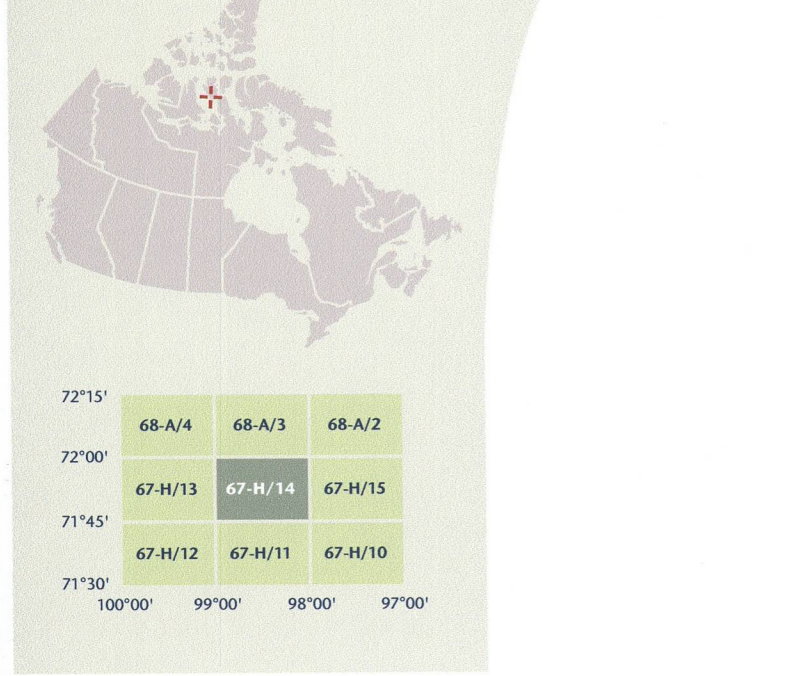 72°15'
68-A/4 68-A/3 68-A/2
72°00'
67-H/13 67-H/14 67-H/15
71°45'
67-H/12 67-H/11 67-H/10
71°30'
100°00' 99°00' 98°00' 97°00'